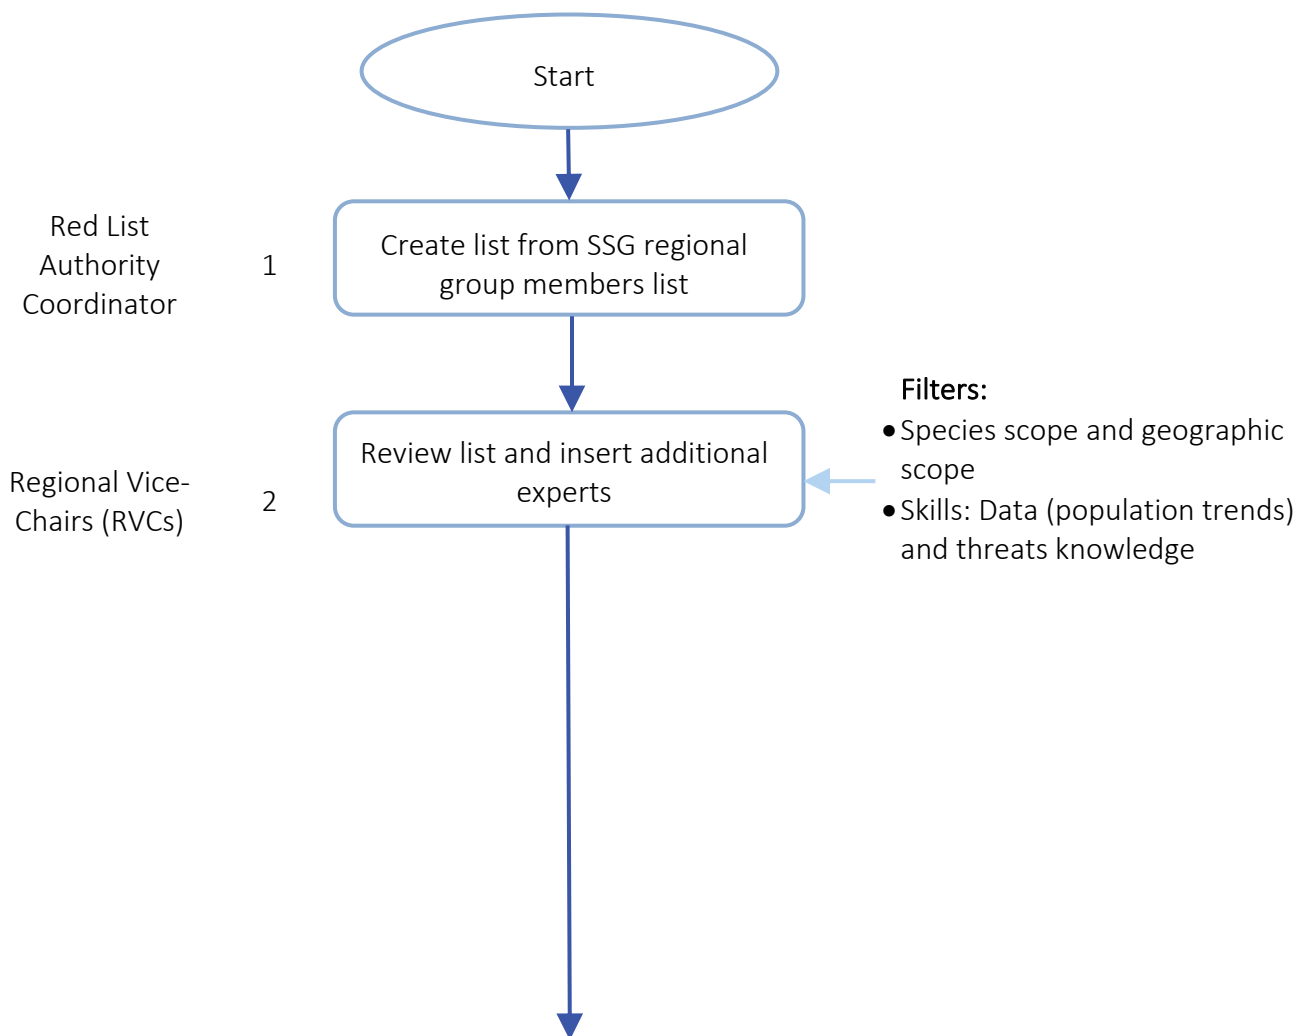 Start
Red List
Authority
Coordinator
1
Create list from SSG regional
group members list
Regional Vice-
Chairs (RVCs)
2
Review list and insert additional
experts
Filters:
• Species scope and geographic
scope
• Skills: Data (population trends)
and threats knowledge